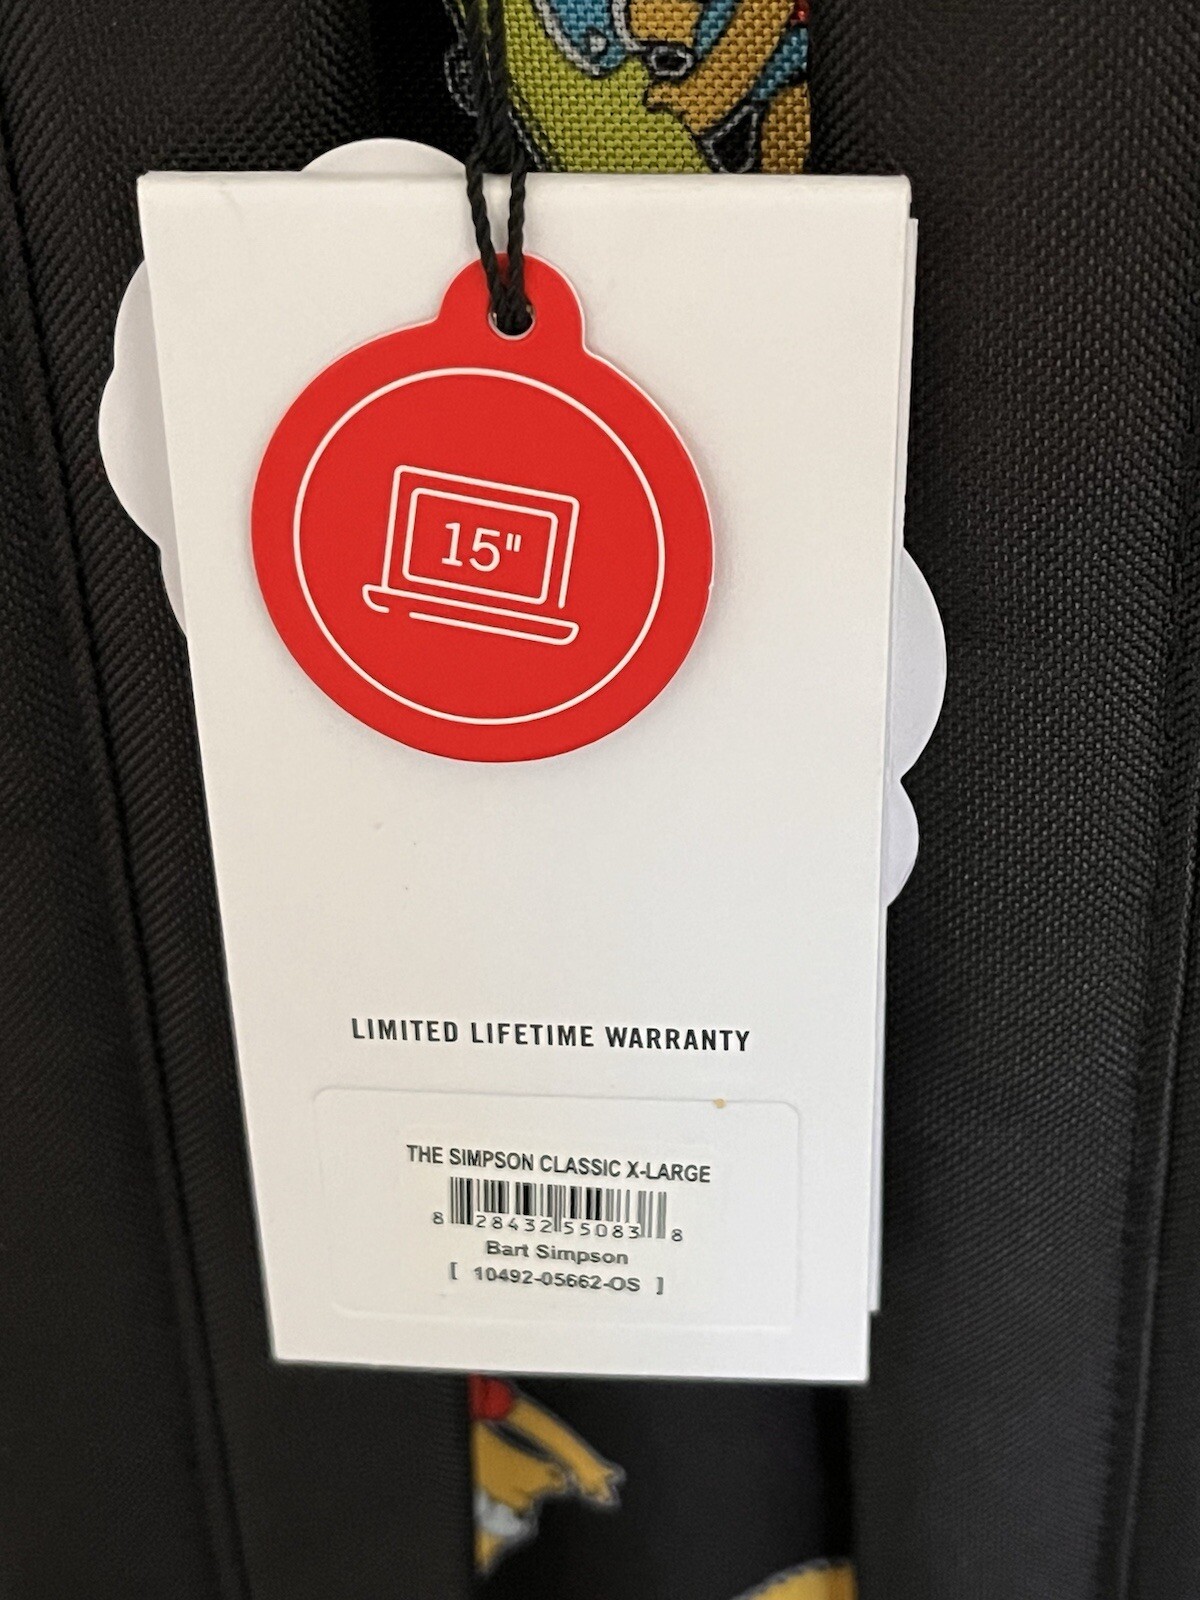 15"
LIMITED LIFETIME WARRANTY
THE SIMPSON CLASSIC X-LARGE
8 28432 55083 8
Bart Simpson
[ 10492-05662-OS ]